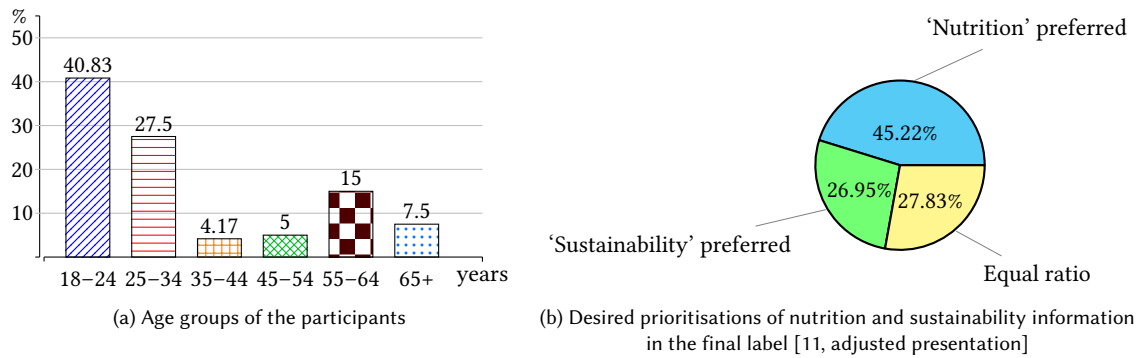 %
50
40
30
20
10
40.83
27.5
4.17
5
15
7.5
18–24 25–34 35–44 45–54 55–64 65+ years
(a) Age groups of the participants
‘Nutrition’ preferred
45.22%
26.95%
27.83%
‘Sustainability’ preferred
Equal ratio
(b) Desired prioritisations of nutrition and sustainability information
in the final label [11, adjusted presentation]